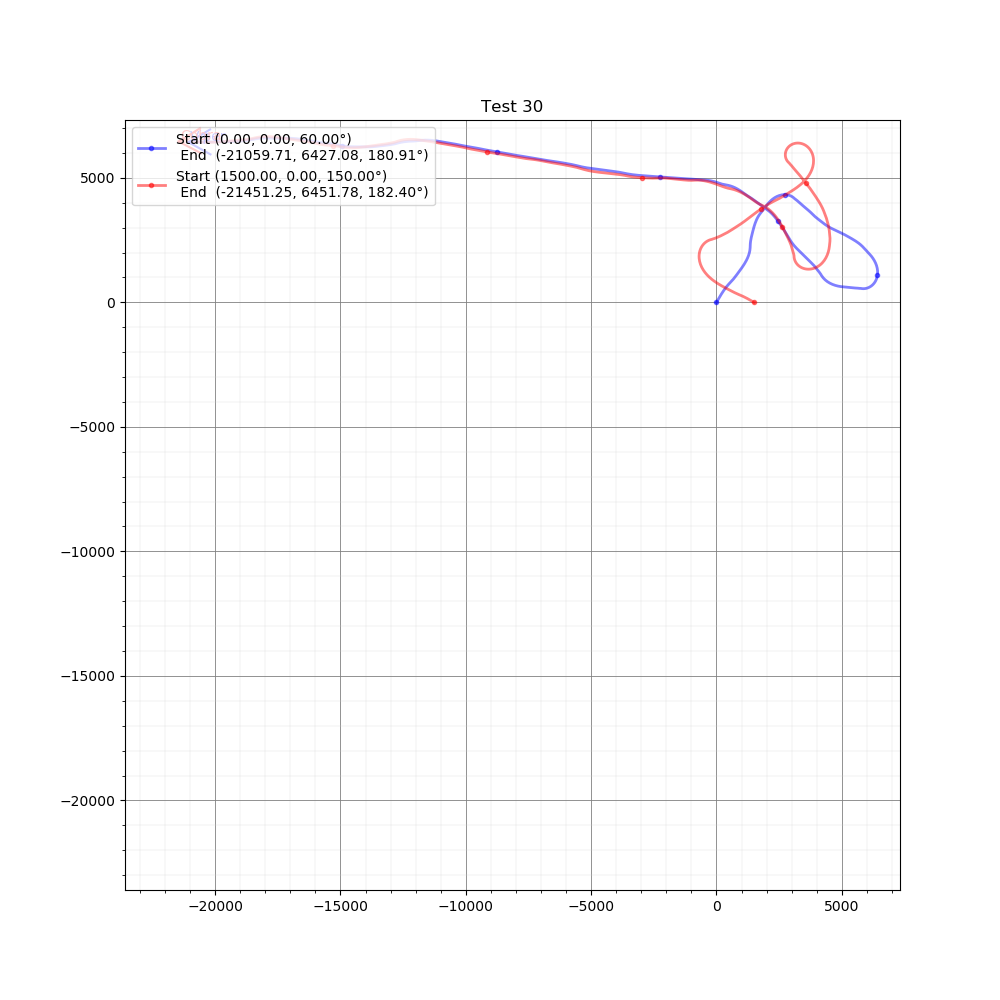 Test 30
Start (0.00, 0.00, 60.00°)
End (-21059.71, 6427.08, 180.91°)
Start (1500.00, 0.00, 150.00°)
End (-21451.25, 6451.78, 182.40°)
5000
0
−5000
−10000
−15000
−20000
−20000 −15000 −10000 −5000 0 5000